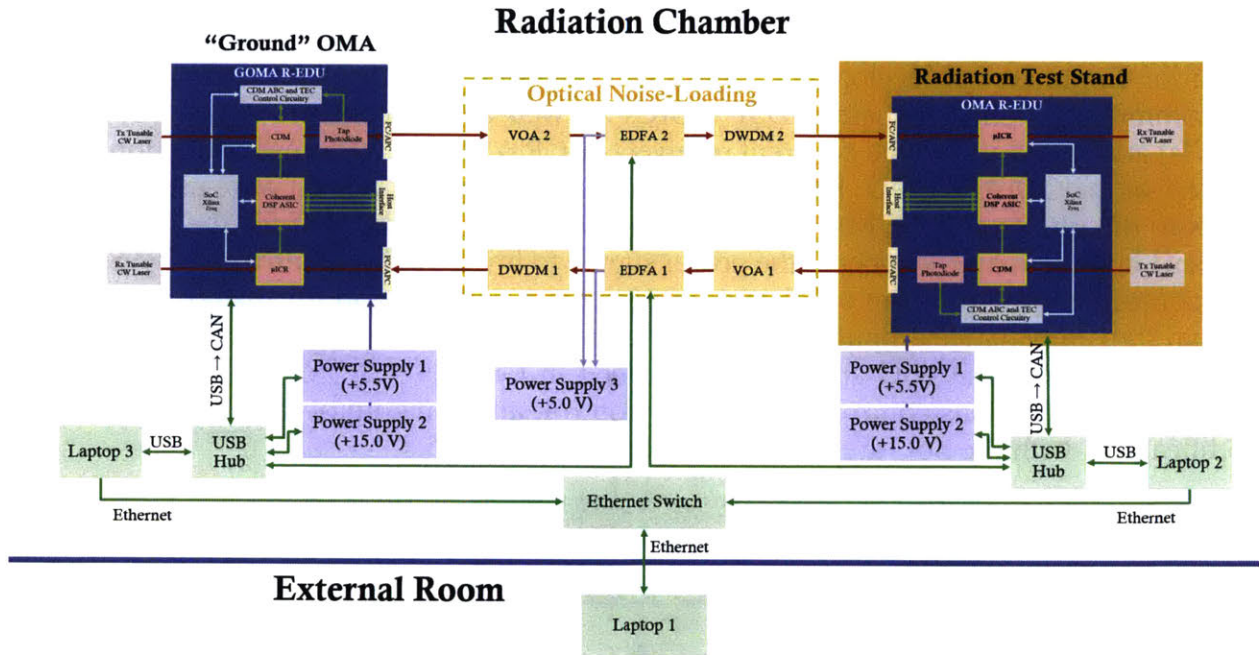 Radiation Chamber
"Ground" OMA
GOMA R-EDU
CDM ABC and TEC
Control Circuitry
Tx Tunable
CW Laser
CDM
Tap
Photodiode
FC/APC
SoC
Xilinx
Zynq
Coherent
DSP ASIC
Host
Interface
Rx Tunable
CW Laser
μICR
FC/APC
Optical Noise-Loading
VOA 2
EDFA 2
DWDM 2
DWDM 1
EDFA 1
VOA 1
Radiation Test Stand
OMA R-EDU
FC/APC
μICR
Rx Tunable
CW Laser
Host
Interface
Coherent
DSP ASIC
SoC
Xilinx
Zynq
FC/APC
Tap
Photodiode
CDM
Tx Tunable
CW Laser
CDM ABC and TEC
Control Circuitry
USB → CAN
Power Supply 1
(+5.5V)
Power Supply 2
(+15.0 V)
Power Supply 3
(+5.0 V)
Power Supply 1
(+5.5V)
Power Supply 2
(+15.0 V)
USB → CAN
Laptop 3
USB
USB
Hub
USB
Hub
USB
Laptop 2
Ethernet
Ethernet Switch
Ethernet
Ethernet
External Room
Laptop 1